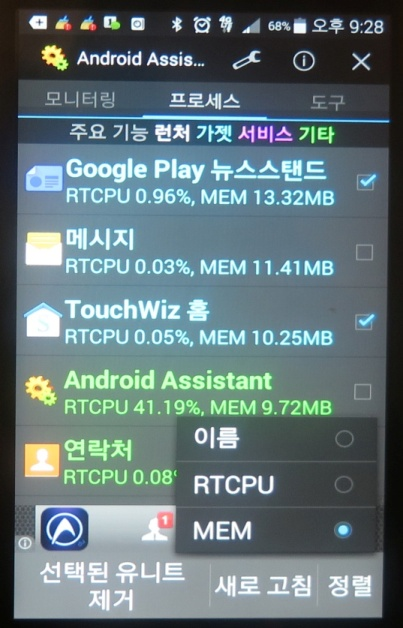 68% 오후 9:28
Android Assis...
모니터링 프로세스 도구
주요 기능 런처 가젯 서비스 기타
Google Play 뉴스스탠드
RTCPU 0.96%, MEM 13.32MB
메시지
RTCPU 0.03%, MEM 11.41MB
TouchWiz 홈
RTCPU 0.05%, MEM 10.25MB
Android Assistant
RTCPU 41.19%, MEM 9.72MB
연락처
RTCPU 0.08
이름
RTCPU
MEM
1
선택된 유니트
제거
새로 고침
정렬